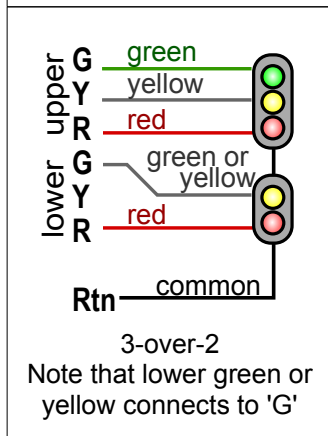 upper
G green
Y yellow
R red
lower
G green or
Y yellow
R red
Rtn common
3-over-2
Note that lower green or
yellow connects to 'G'